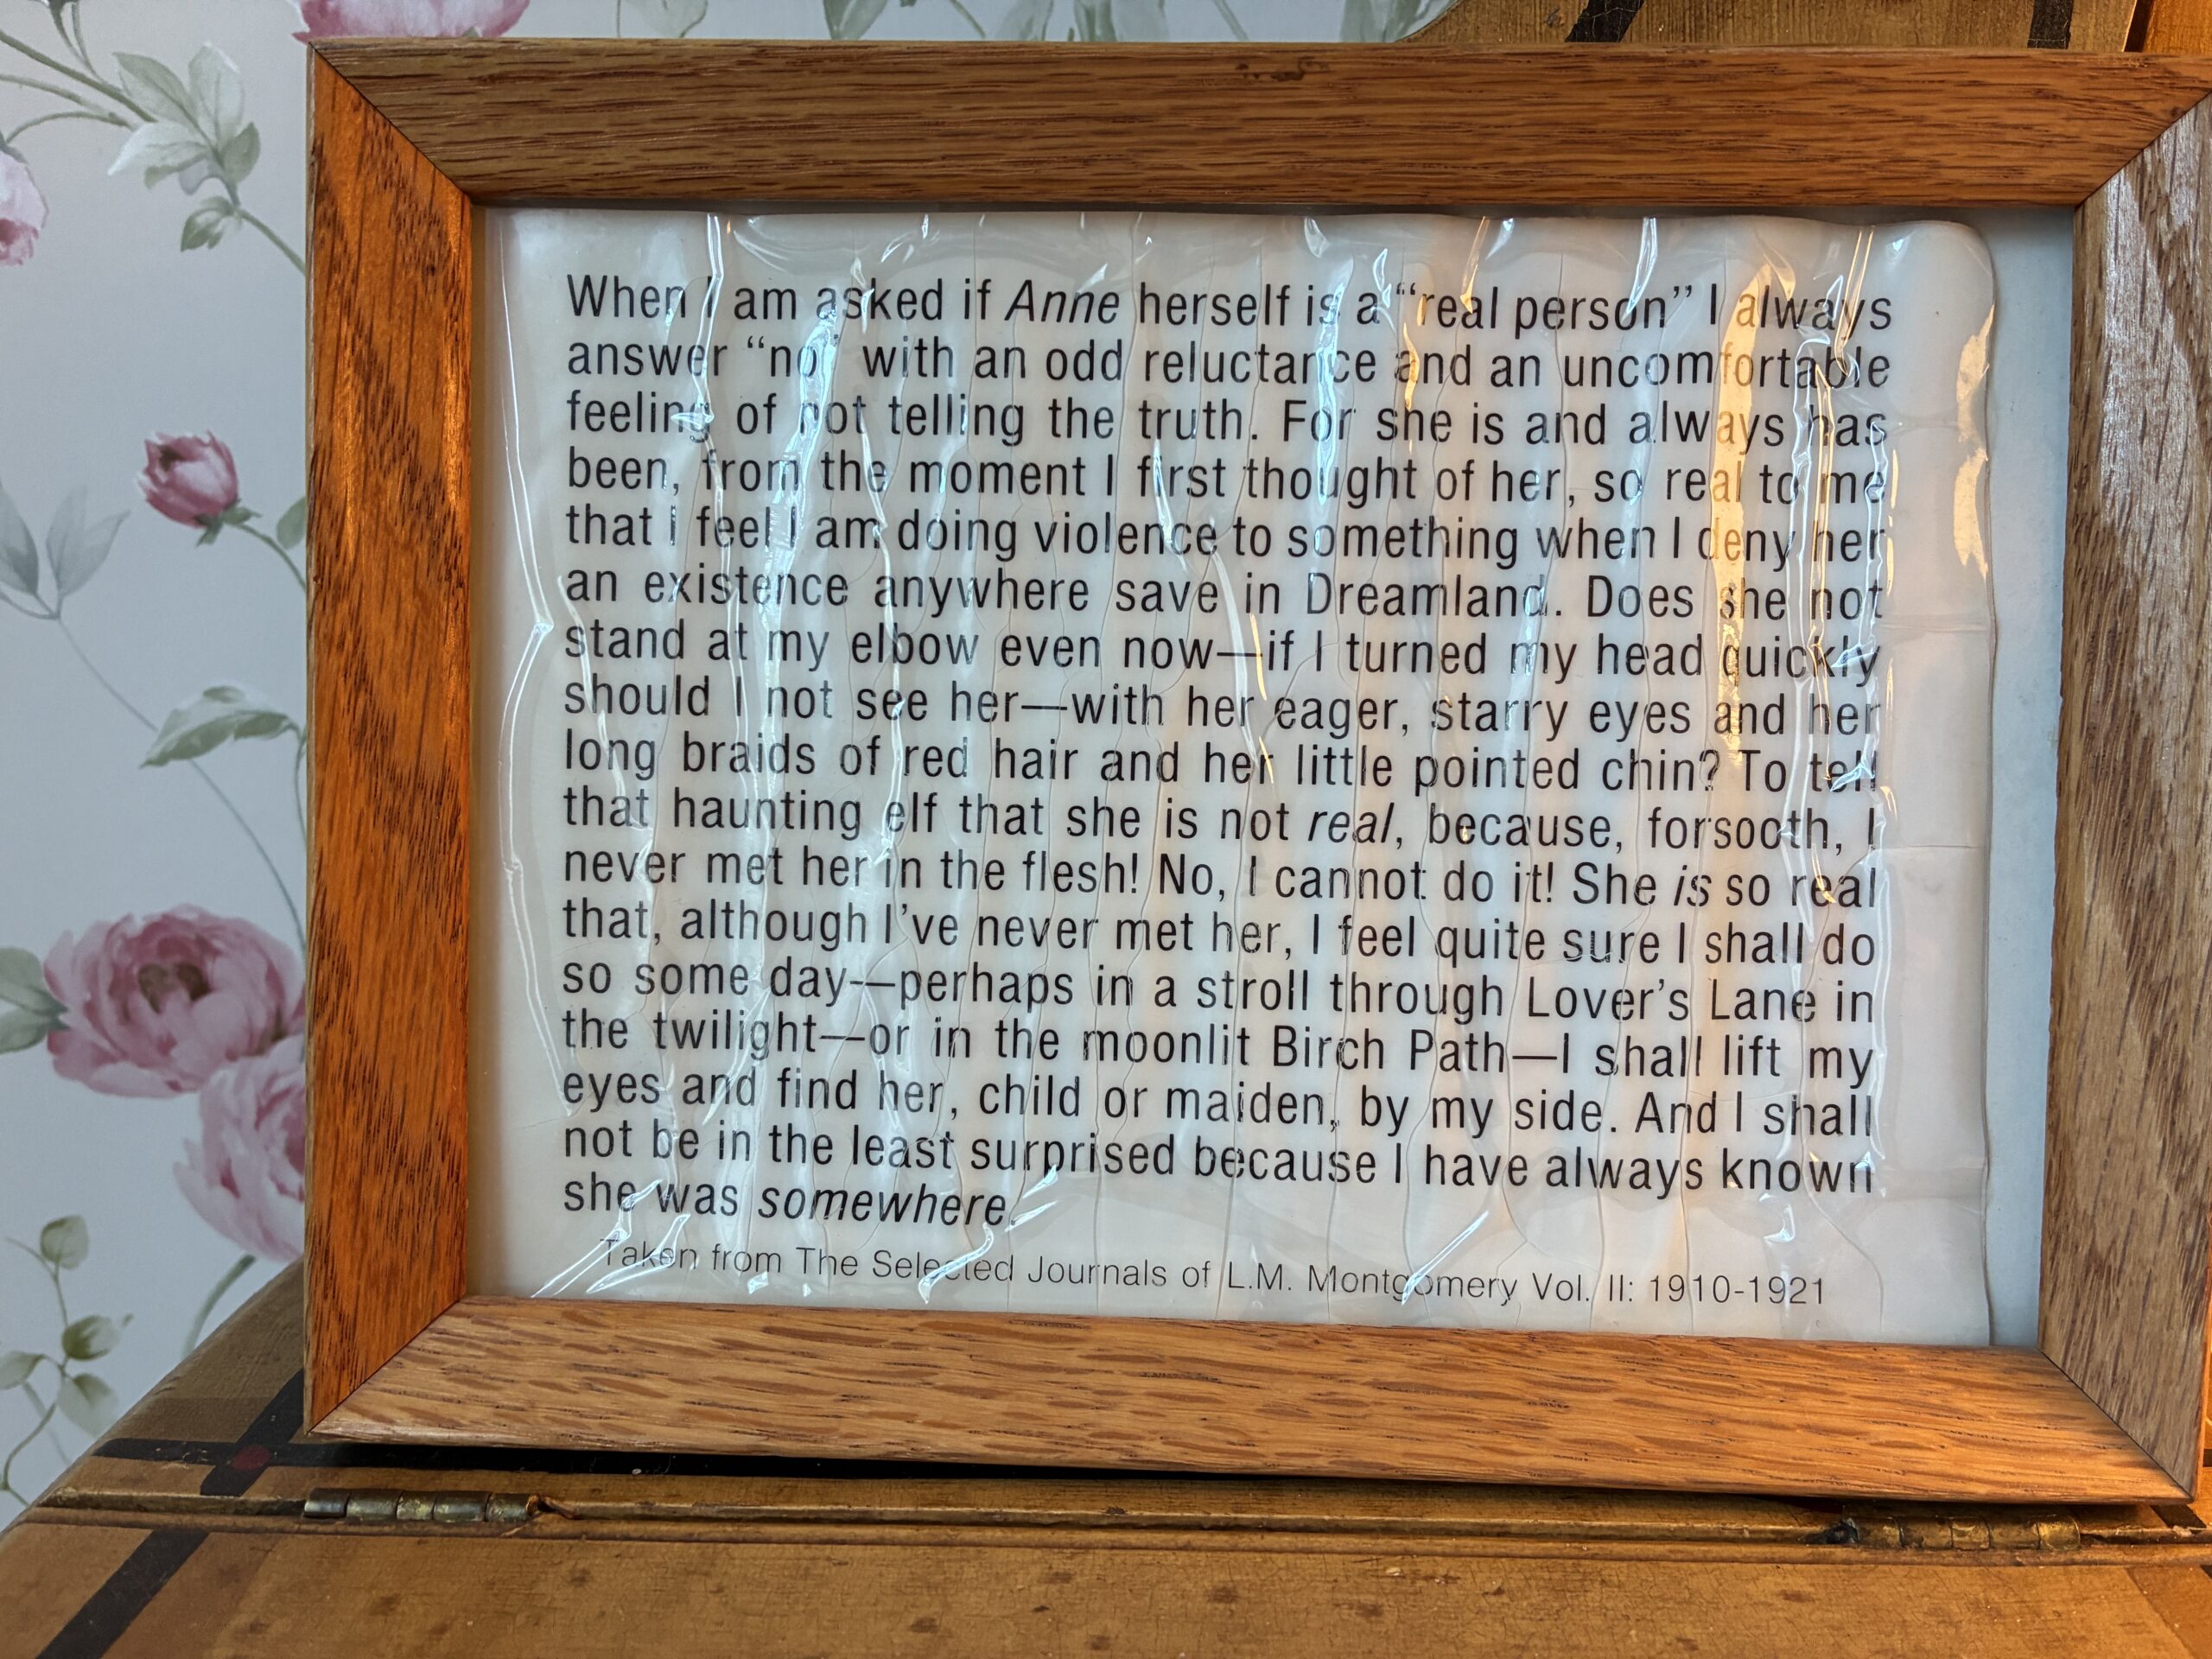 When I am asked if Anne herself is a “real person” I always
answer “no” with an odd reluctance and an uncomfortable
feeling of not telling the truth. For she is and always has
been, from the moment I first thought of her, so real to me
that I feel I am doing violence to something when I deny her
an existence anywhere save in Dreamland. Does she not
stand at my elbow even now—if I turned my head quickly
should I not see her—with her eager, starry eyes and her
long braids of red hair and her little pointed chin? To tell
that haunting elf that she is not real, because, forsooth, I
never met her in the flesh! No, I cannot do it! She is so real
that, although I’ve never met her, I feel quite sure I shall do
so some day—perhaps in a stroll through Lover’s Lane in
the twilight—or in the moonlit Birch Path—I shall lift my
eyes and find her, child or maiden, by my side. And I shall
not be in the least surprised because I have always known
she was somewhere.
Taken from The Selected Journals of L.M. Montgomery Vol. II: 1910-1921